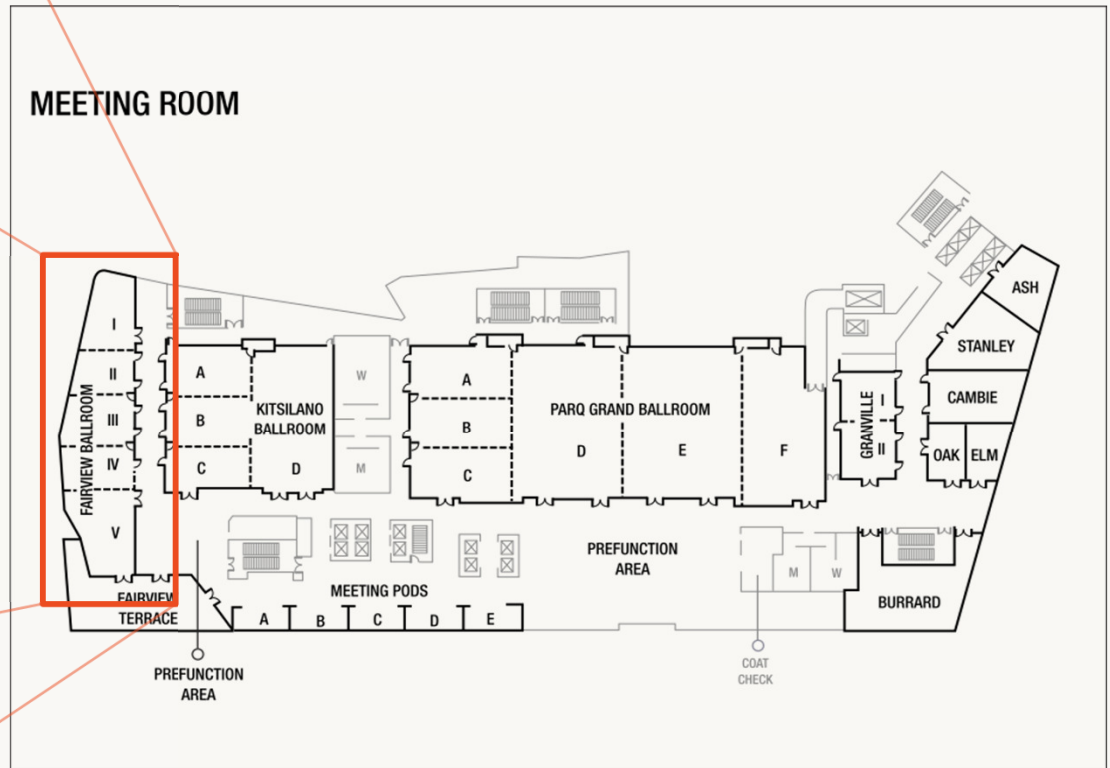 MEETING ROOM
ASH
I
STANLEY
II
A
W
A
CAMBIE
KITSILANO
BALLROOM
PARQ GRAND BALLROOM
I
FAIRVIEW BALLROOM
III
B
B
GRANVILLE
II
D
E
F
OAK
ELM
IV
C
D
M
C
V
PREFUNCTION
AREA
M
W
MEETING PODS
FAIRVIEW
TERRACE
A
B
C
D
E
BURRARD
PREFUNCTION
AREA
COAT
CHECK